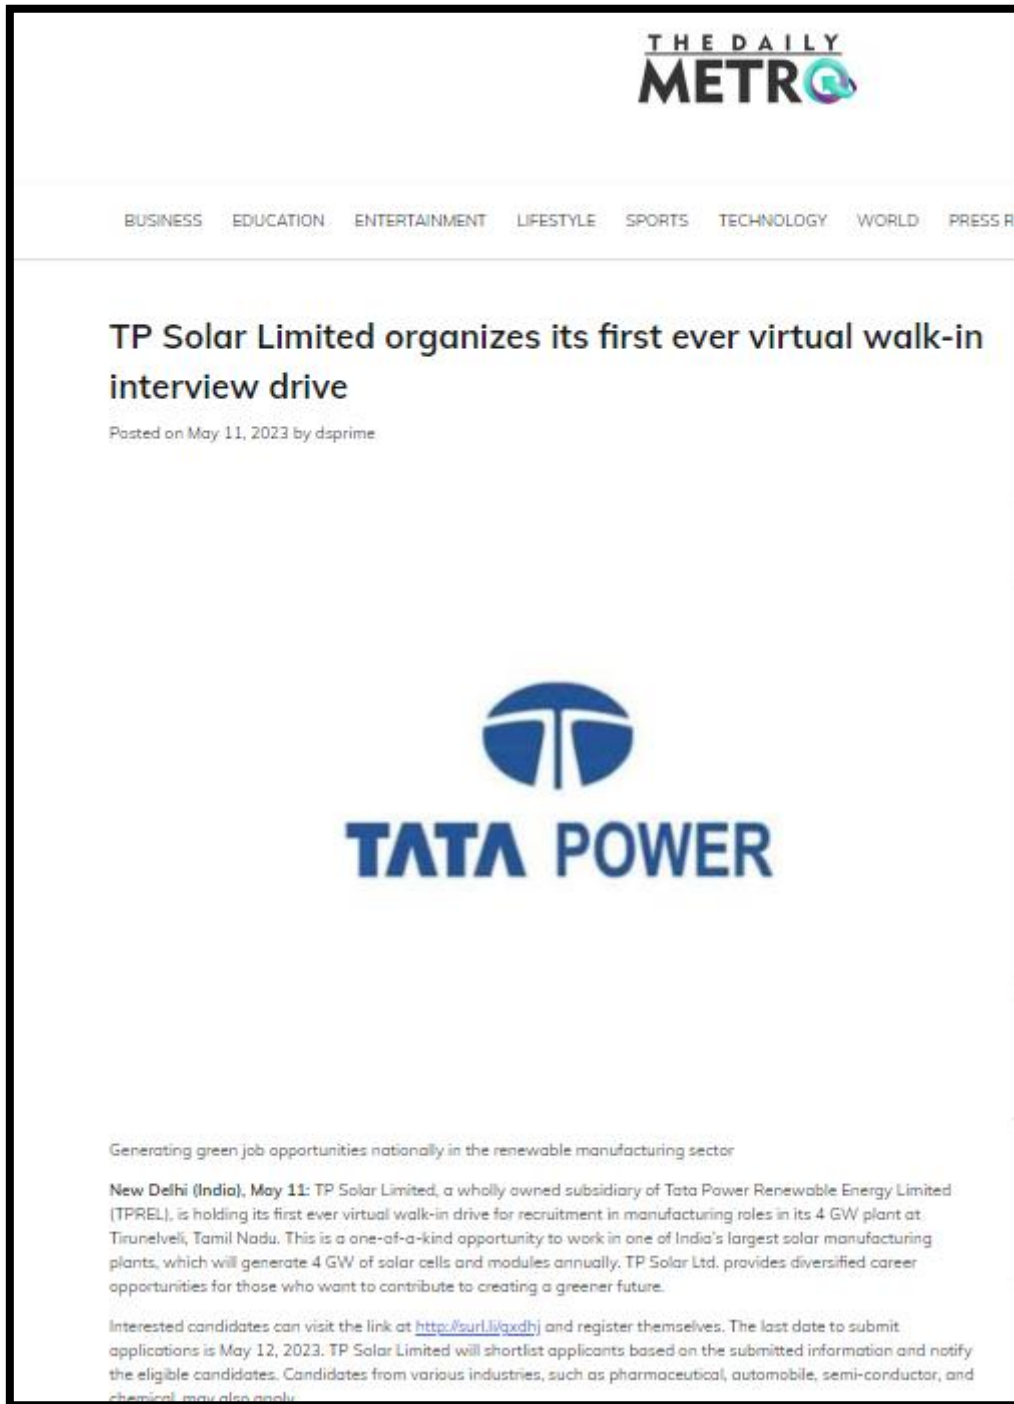 THE DAILY
METRO
BUSINESS EDUCATION ENTERTAINMENT LIFESTYLE SPORTS TECHNOLOGY WORLD PRESS R
TP Solar Limited organizes its first ever virtual walk-in
interview drive
Posted on May 11, 2023 by dsprime
TATA POWER
Generating green job opportunities nationally in the renewable manufacturing sector
New Delhi (India), May 11: TP Solar Limited, a wholly owned subsidiary of Tata Power Renewable Energy Limited
(TPREL), is holding its first ever virtual walk-in drive for recruitment in manufacturing roles in its 4 GW plant at
Tirunelveli, Tamil Nadu. This is a one-of-a-kind opportunity to work in one of India's largest solar manufacturing
plants, which will generate 4 GW of solar cells and modules annually. TP Solar Ltd. provides diversified career
opportunities for those who want to contribute to creating a greener future.
Interested candidates can visit the link at http://surl.li/gxdhj and register themselves. The last date to submit
applications is May 12, 2023. TP Solar Limited will shortlist applicants based on the submitted information and notify
the eligible candidates. Candidates from various industries, such as pharmaceutical, automobile, semi-conductor, and
chemical, may also apply.